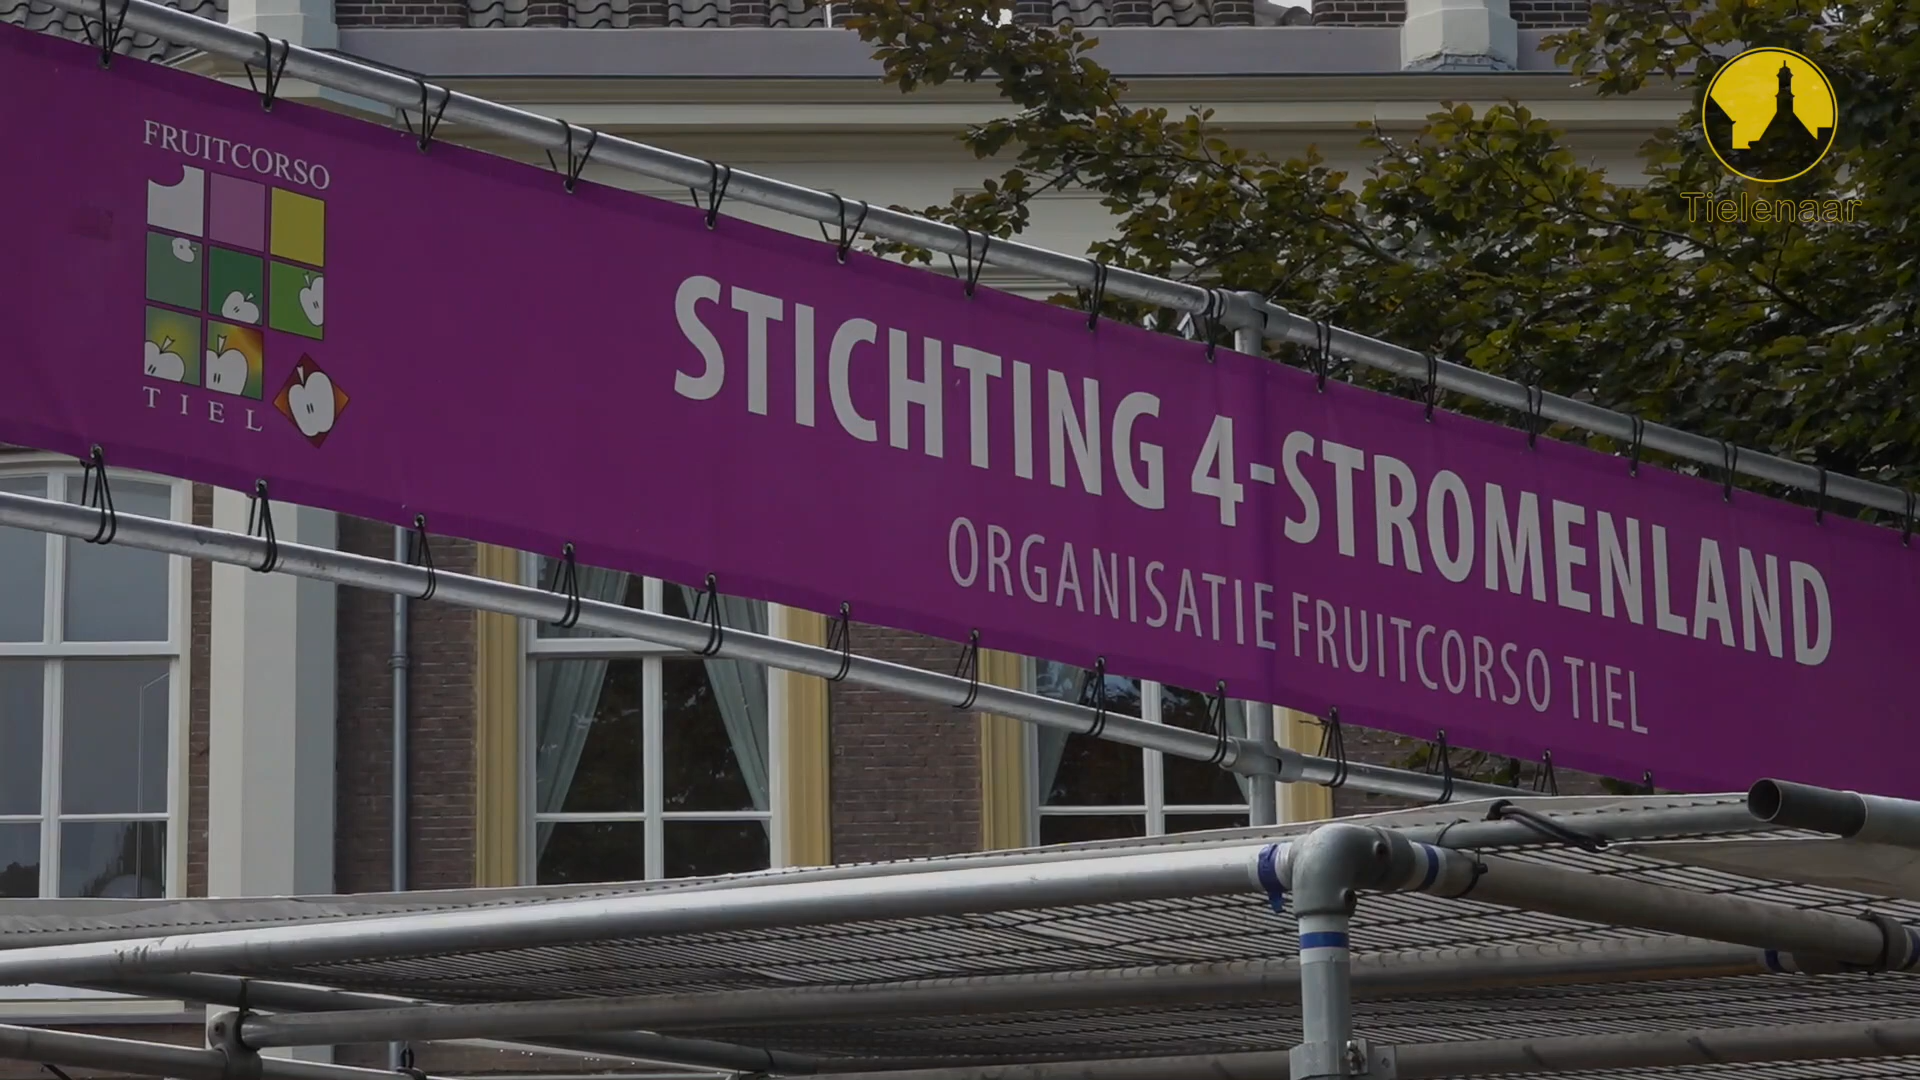 FRUITCORSO
TIEL
STICHTING 4-STROMENLAND
ORGANISATIE FRUITCORSO TIEL
Tielenaar